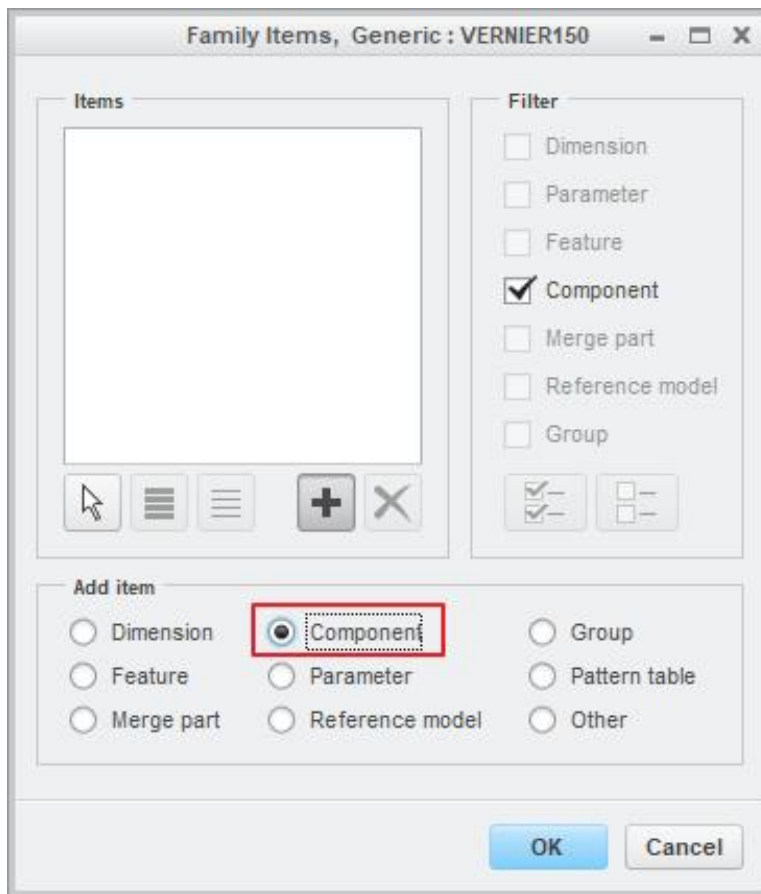 Family Items, Generic : VERNIER150
Items
Filter
Dimension
Parameter
Feature
Component
Merge part
Reference model
Group
Add item
Dimension Component Group
Feature Parameter Pattern table
Merge part Reference model Other
OK Cancel